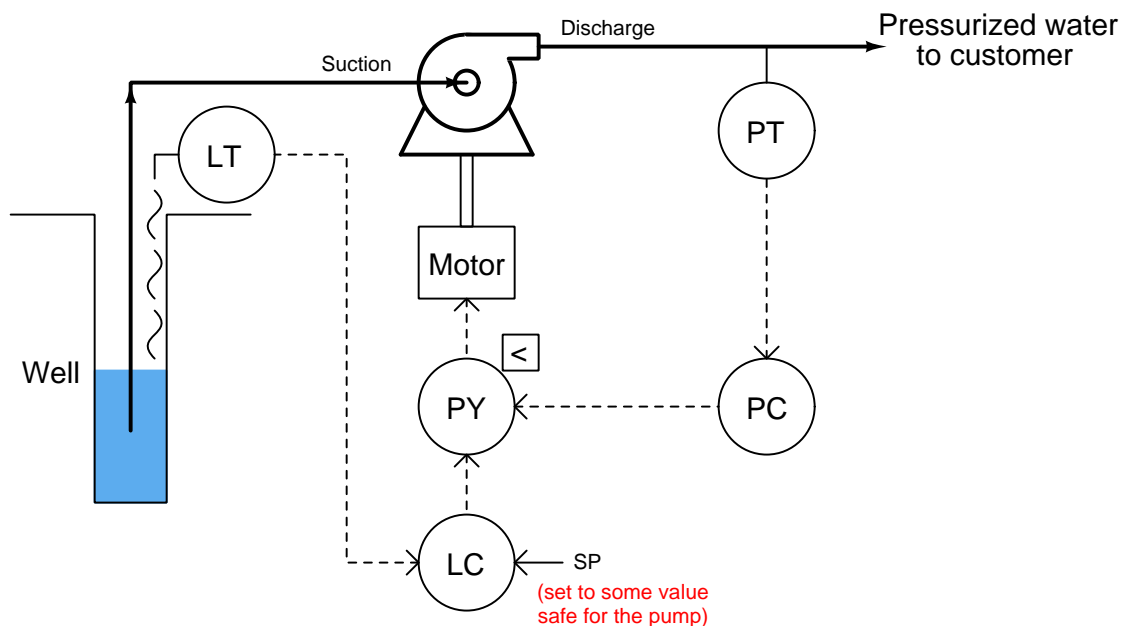 Pressurized water
to customer
Discharge
Suction
PT
LT
Motor
<
Well
PY
PC
LC
SP
(set to some value
safe for the pump)